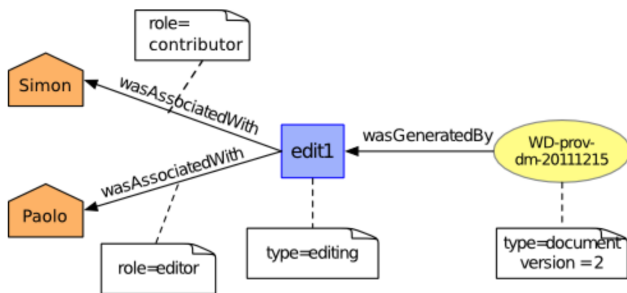 role=
contributor
Simon
wasAssociatedWith
wasGeneratedBy
edit1
WD-prov-
dm-20111215
wasAssociatedWith
Paolo
role=editor
type=editing
type=document
version = 2